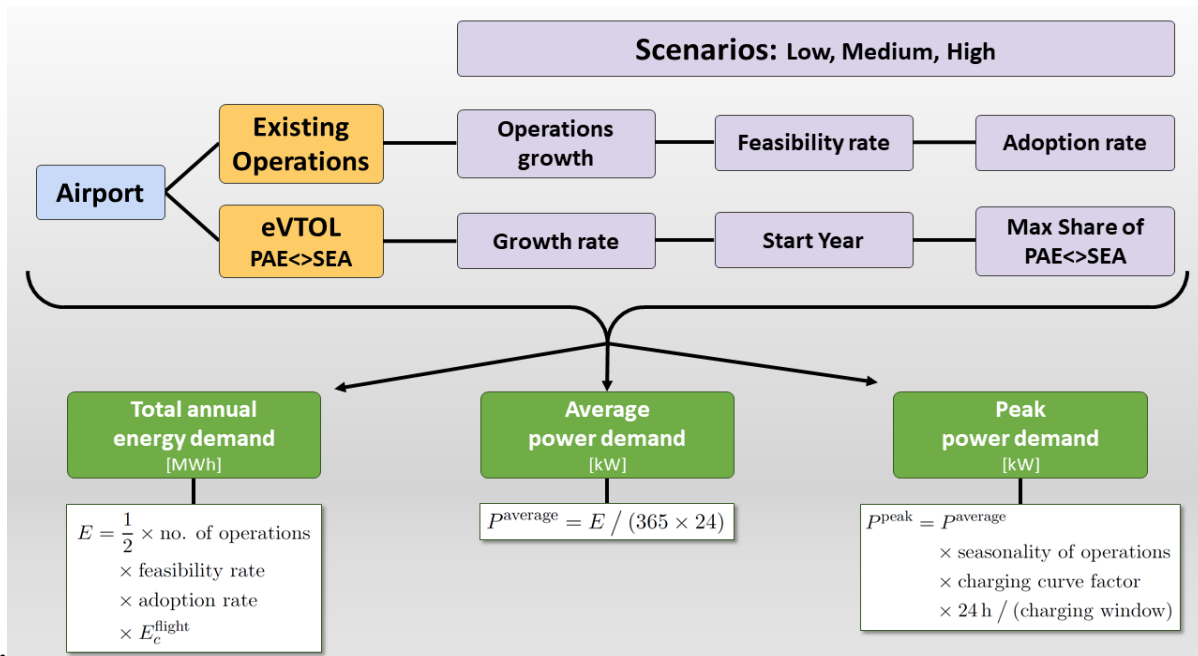 Scenarios: Low, Medium, High
Existing
Operations
Operations
growth
Feasibility rate
Adoption rate
Airport
eVTOL
PAE<>SEA
Growth rate
Start Year
Max Share of
PAE<>SEA
Total annual
energy demand
[MWh]
Average
power demand
[kW]
Peak
power demand
[kW]
E = 1/2 × no. of operations
× feasibility rate
× adoption rate
× E_c^flight
P^average = E / (365 × 24)
P^peak = P^average
× seasonality of operations
× charging curve factor
× 24 h / (charging window)